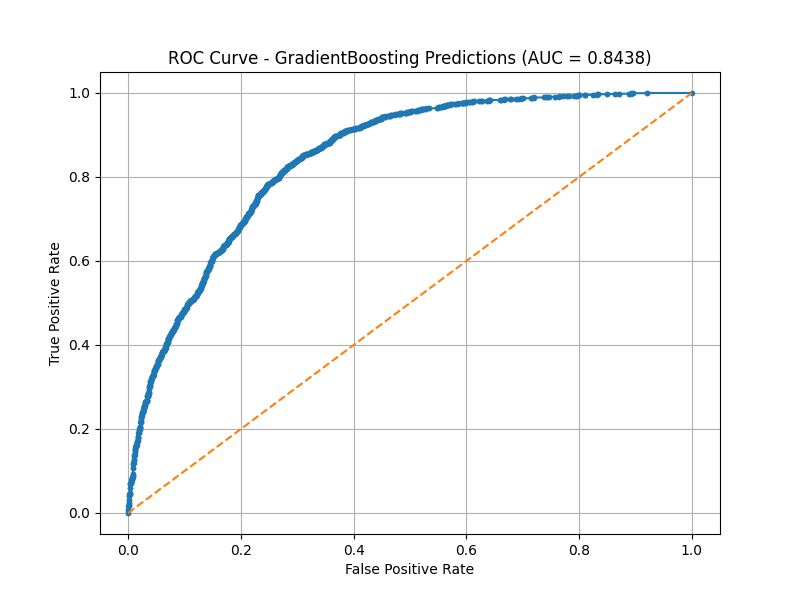 ROC Curve - GradientBoosting Predictions (AUC = 0.8438)
1.0
0.8
0.6
0.4
0.2
0.0
True Positive Rate
0.0 0.2 0.4 0.6 0.8 1.0
False Positive Rate